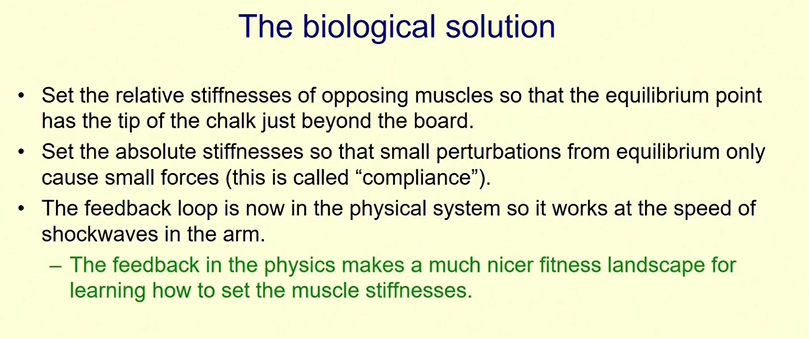 The biological solution
• Set the relative stiffnesses of opposing muscles so that the equilibrium point
has the tip of the chalk just beyond the board.
• Set the absolute stiffnesses so that small perturbations from equilibrium only
cause small forces (this is called “compliance”).
• The feedback loop is now in the physical system so it works at the speed of
shockwaves in the arm.
– The feedback in the physics makes a much nicer fitness landscape for
learning how to set the muscle stiffnesses.